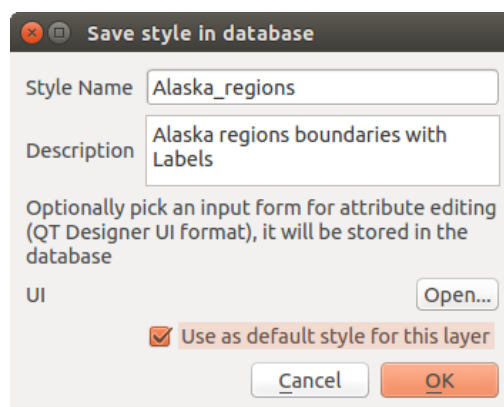 Save style in database
Style Name Alaska_regions
Description Alaska regions boundaries with
Labels
Optionally pick an input form for attribute editing
(QT Designer UI format), it will be stored in the
database
UI Open...
Use as default style for this layer
Cancel OK